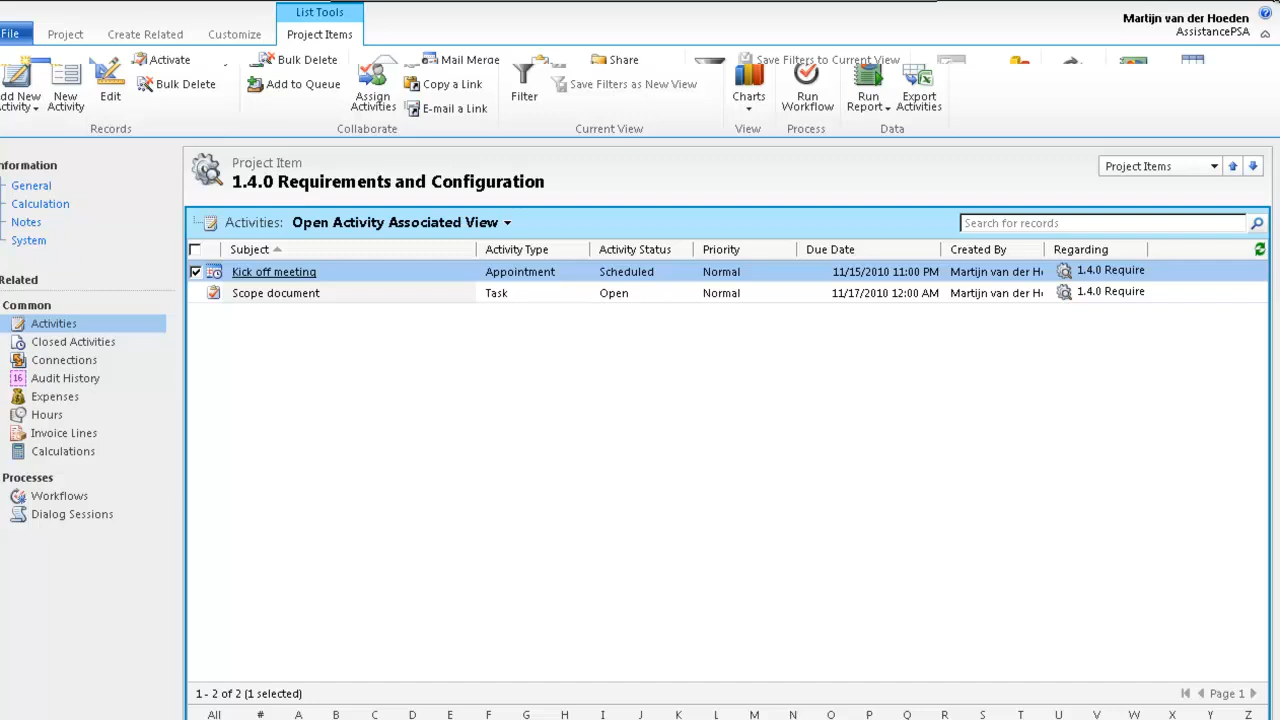 List Tools
Martijn van der Hoeden
AssistancePSA
File
Project
Create Related
Customize
Project Items
Activate
Bulk Delete
Mail Merge
Share
Save Filters to Current View
Bulk Delete
Add to Queue
Copy a Link
Save Filters as New View
E-mail a Link
dd New
Activity
New
Activity
Edit
Assign
Activities
Filter
Charts
Run
Workflow
Run
Report
Export
Activities
Records
Collaborate
Current View
View
Process
Data
nformation
General
Calculation
Notes
System
Related
Common
Activities
Closed Activities
Connections
16 Audit History
Expenses
Hours
Invoice Lines
Calculations
Processes
Workflows
Dialog Sessions
Project Item
1.4.0 Requirements and Configuration
Project Items
Activities: Open Activity Associated View
Search for records
Subject Activity Type Activity Status Priority Due Date Created By Regarding
Kick off meeting Appointment Scheduled Normal 11/15/2010 11:00 PM Martijn van der H 1.4.0 Require
Scope document Task Open Normal 11/17/2010 12:00 AM Martijn van der H 1.4.0 Require
1 - 2 of 2 (1 selected)
Page 1
All # A B C D E F G H I J K L M N O P Q R S T U V W X Y Z